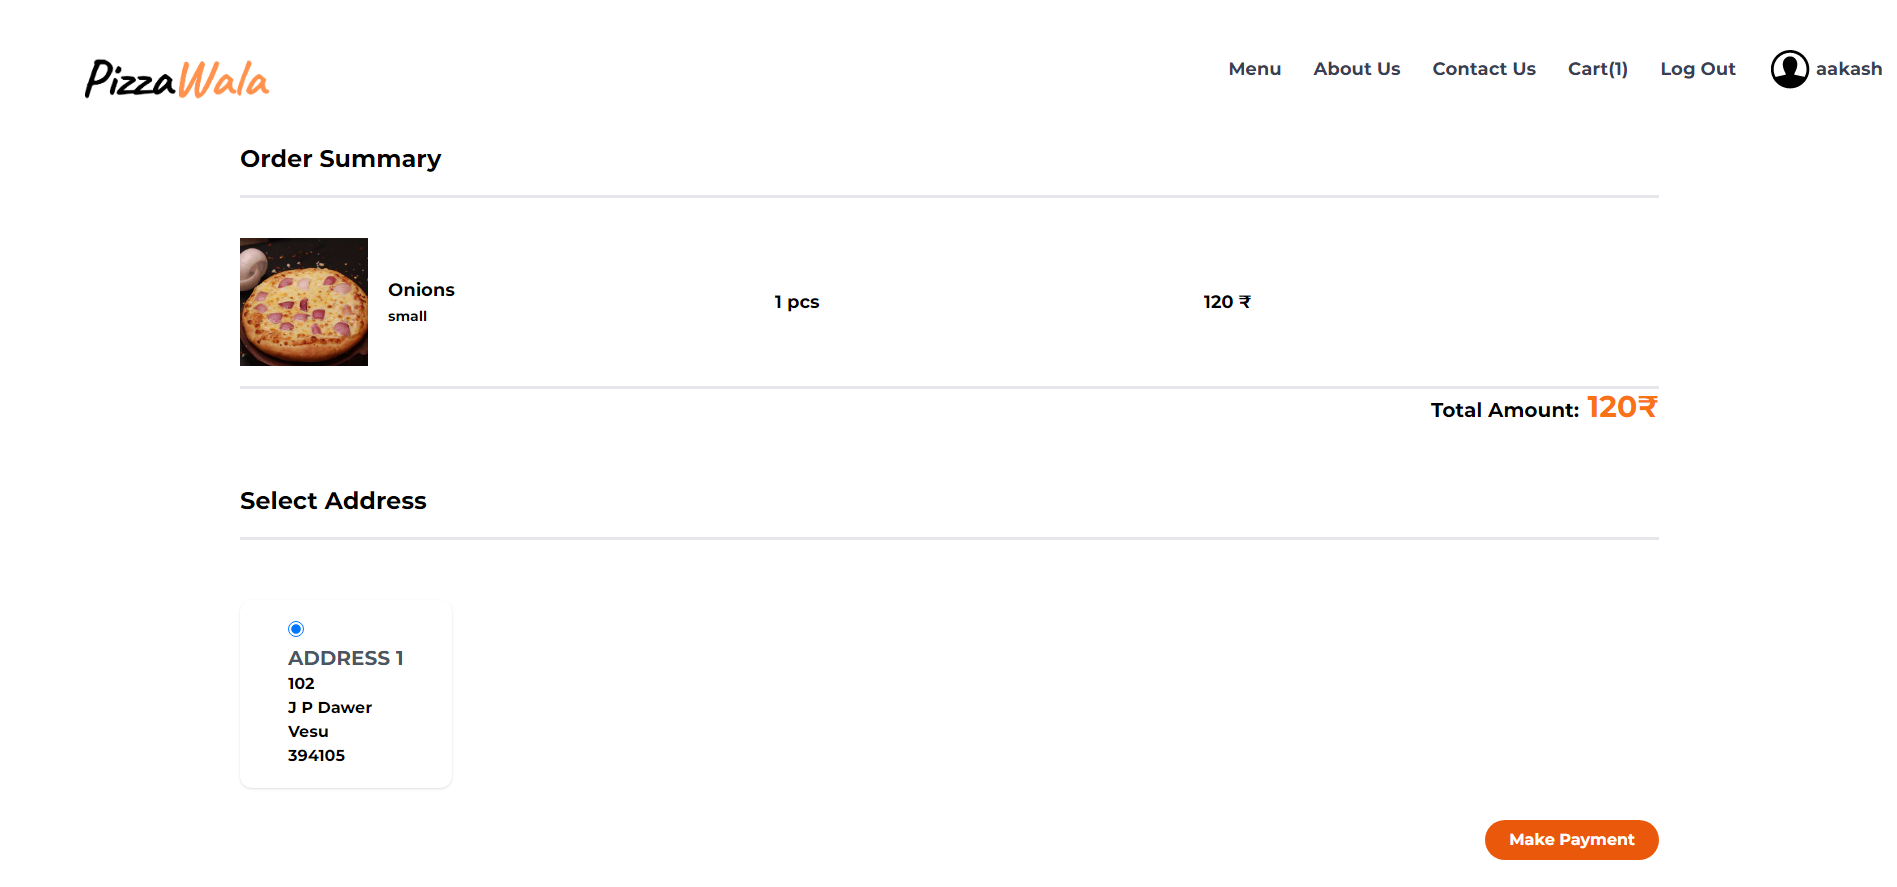 PizzaWala
Menu About Us Contact Us Cart(1) Log Out aakash
Order Summary
Onions
small
1 pcs
120 ₹
Total Amount: 120₹
Select Address
ADDRESS 1
102
J P Dawer
Vesu
394105
Make Payment